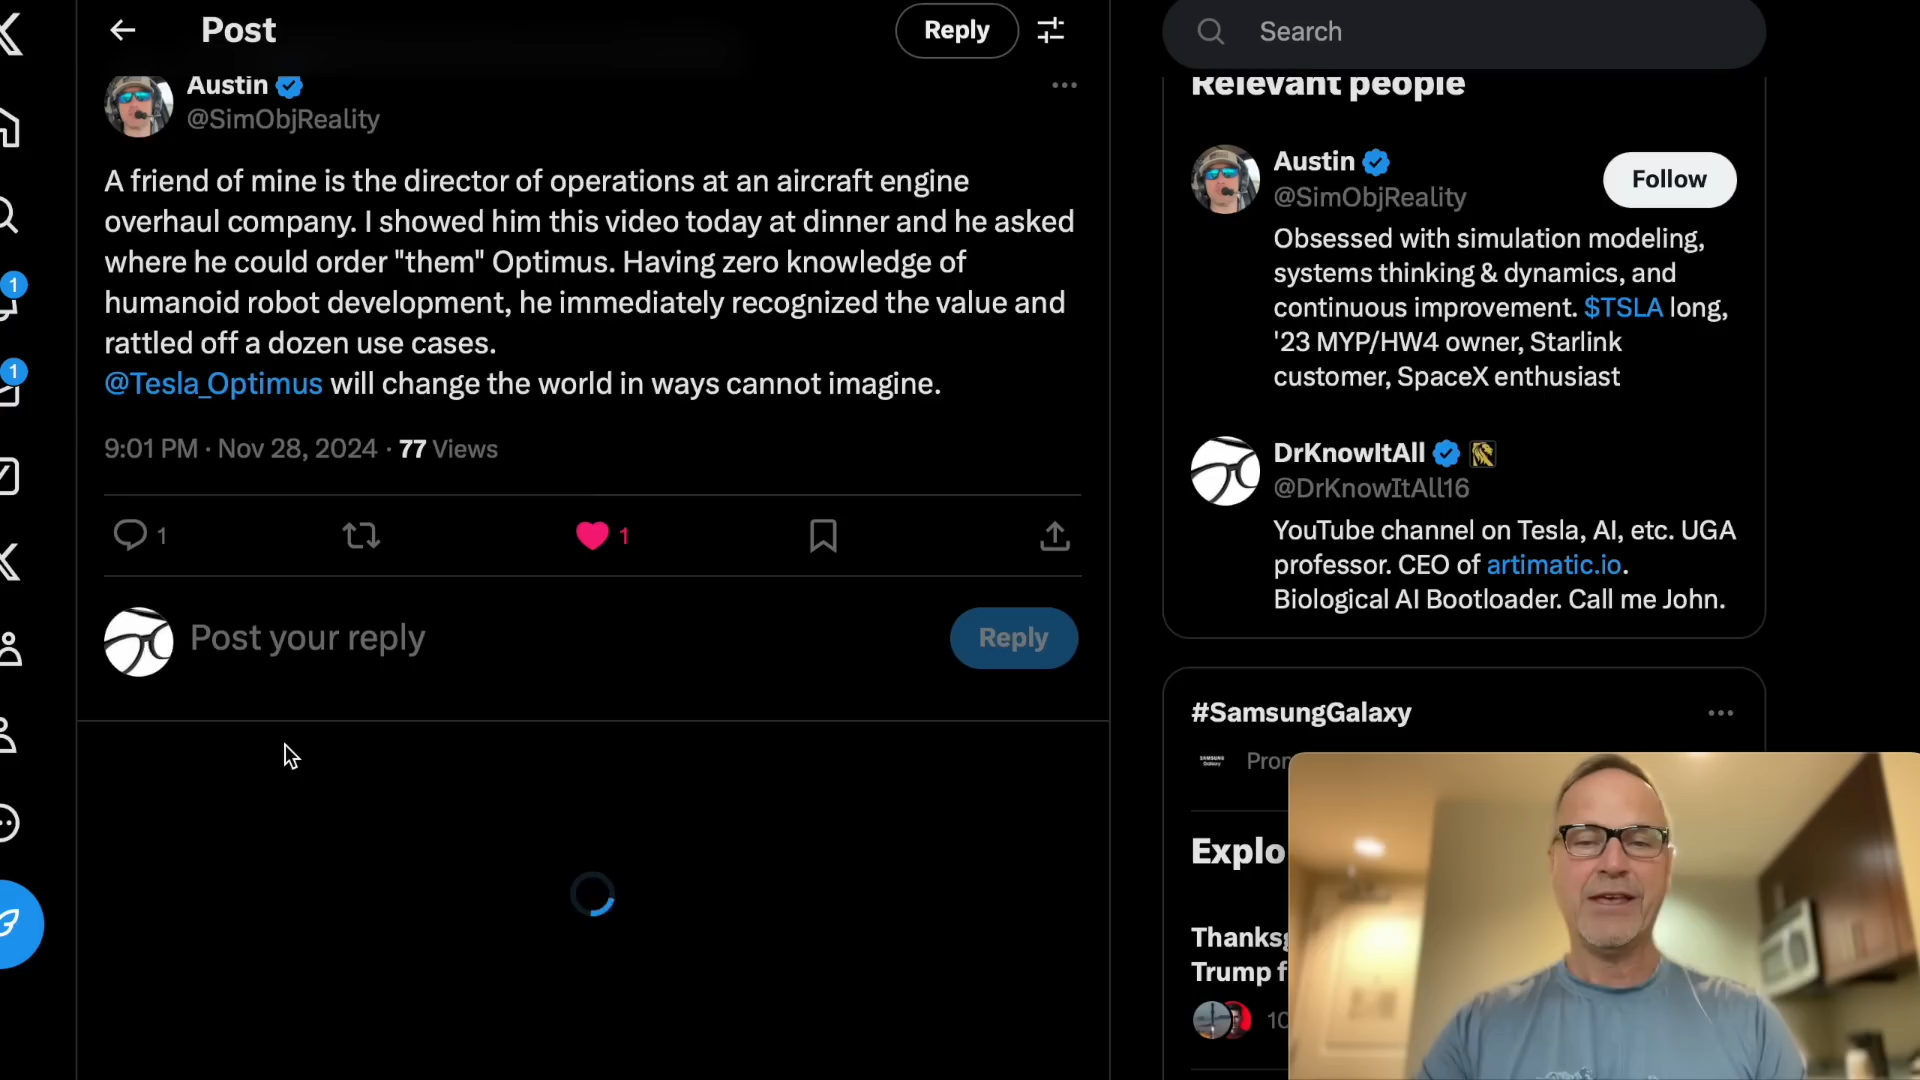 Post
Reply
Search
Austin
@SimObjReality
A friend of mine is the director of operations at an aircraft engine
overhaul company. I showed him this video today at dinner and he asked
where he could order "them" Optimus. Having zero knowledge of
humanoid robot development, he immediately recognized the value and
rattled off a dozen use cases.
@Tesla_Optimus will change the world in ways cannot imagine.
9:01 PM · Nov 28, 2024 · 77 Views
1
1
Post your reply
Reply
1
1
Relevant people
Austin
@SimObjReality
Follow
Obsessed with simulation modeling,
systems thinking & dynamics, and
continuous improvement. $TSLA long,
'23 MYP/HW4 owner, Starlink
customer, SpaceX enthusiast
DrKnowItAll
@DrKnowItAll16
YouTube channel on Tesla, AI, etc. UGA
professor. CEO of artimatic.io.
Biological AI Bootloader. Call me John.
#SamsungGalaxy
SAMSUNG
Galaxy
Pro
Explo
Thanks
Trump f
10